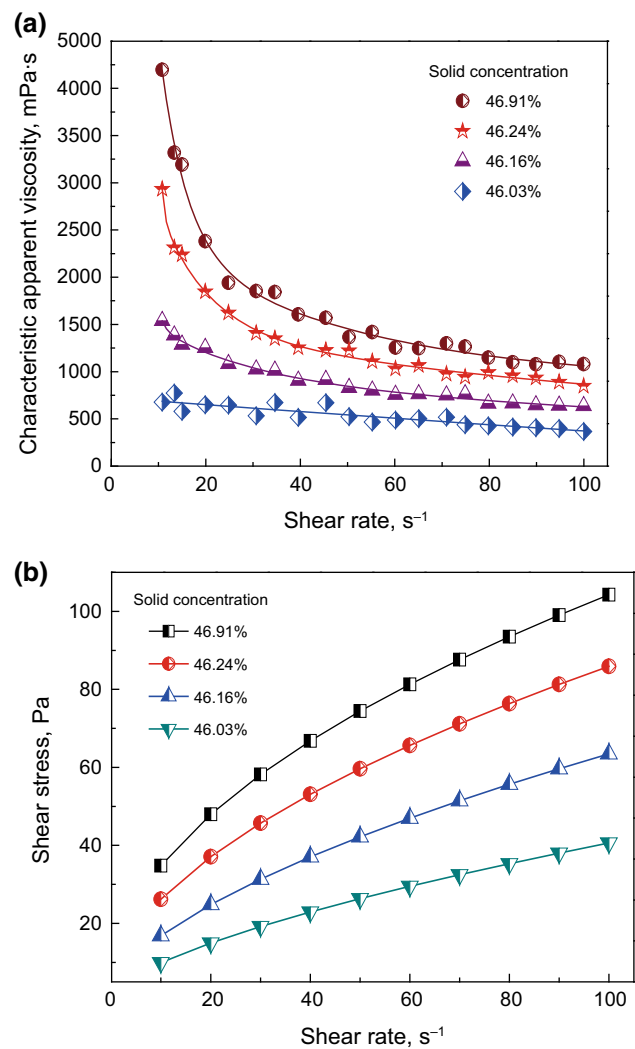 (a)
5000
4500
4000
3500
3000
2500
2000
1500
1000
500
0
Characteristic apparent viscosity, mPa·s
Solid concentration
46.91%
46.24%
46.16%
46.03%
20 40 60 80 100
Shear rate, s⁻¹
(b)
100
80
60
40
20
Shear stress, Pa
Solid concentration
46.91%
46.24%
46.16%
46.03%
0 20 40 60 80 100
Shear rate, s⁻¹